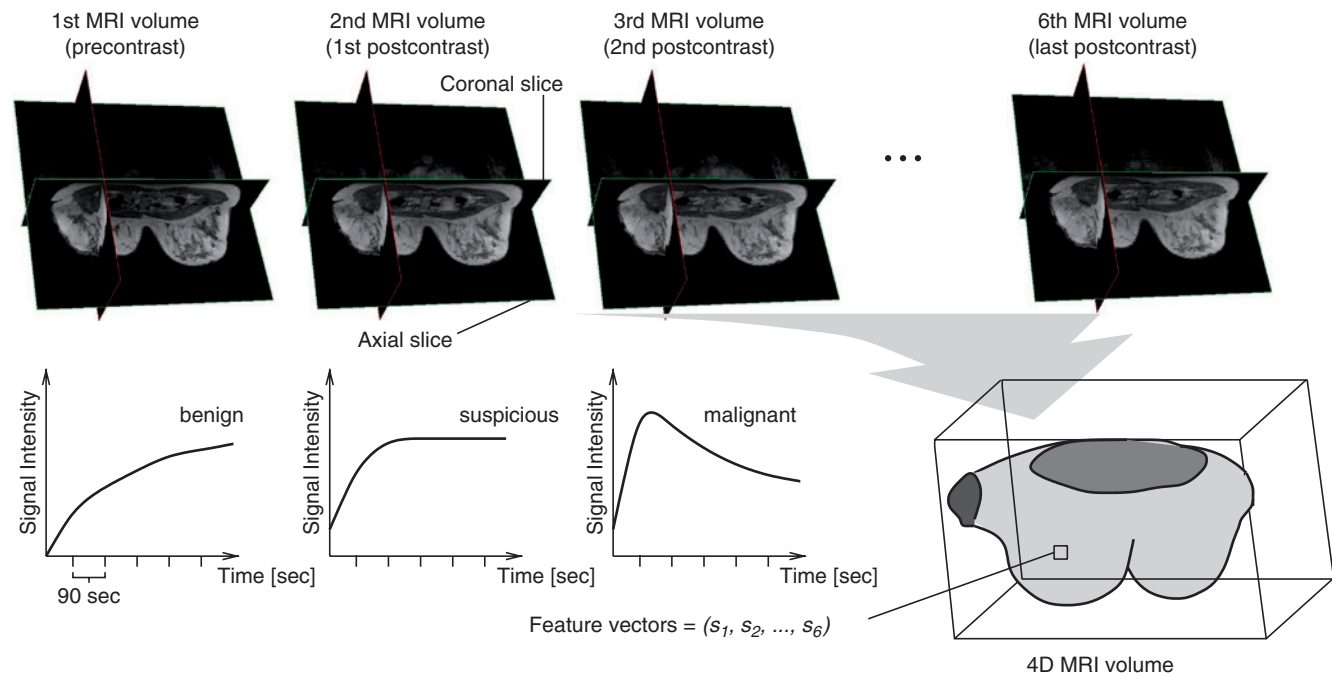 1st MRI volume
(precontrast)
2nd MRI volume
(1st postcontrast)
3rd MRI volume
(2nd postcontrast)
6th MRI volume
(last postcontrast)
Coronal slice
...
Axial slice
Signal Intensity
benign
Time [sec]
90 sec
Signal Intensity
suspicious
Time [sec]
Signal Intensity
malignant
Time [sec]
Feature vectors = (s1, s2, ..., s6)
4D MRI volume